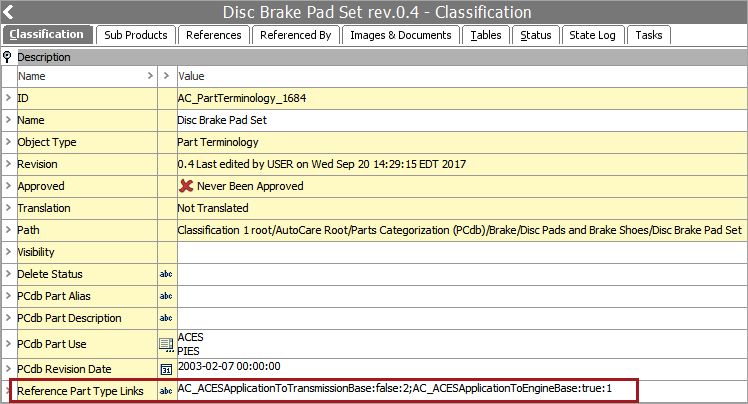 Disc Brake Pad Set rev.0.4 - Classification
Classification Sub Products References Referenced By Images & Documents Tables Status State Log Tasks
Description
Name > > Value
ID AC_PartTerminology_1684
Name Disc Brake Pad Set
Object Type Part Terminology
Revision 0.4 Last edited by USER on Wed Sep 20 14:29:15 EDT 2017
Approved Never Been Approved
Translation Not Translated
Path Classification 1 root/AutoCare Root/Parts Categorization (PCdb)/Brake/Disc Pads and Brake Shoes/Disc Brake Pad Set
Visibility
Delete Status abc
PCdb Part Alias abc
PCdb Part Description abc
PCdb Part Use ACES
PIES
PCdb Revision Date 31 2003-02-07 00:00:00
Reference Part Type Links abc AC_ACESApplicationToTransmissionBase:false:2;AC_ACESApplicationToEngineBase:true:1